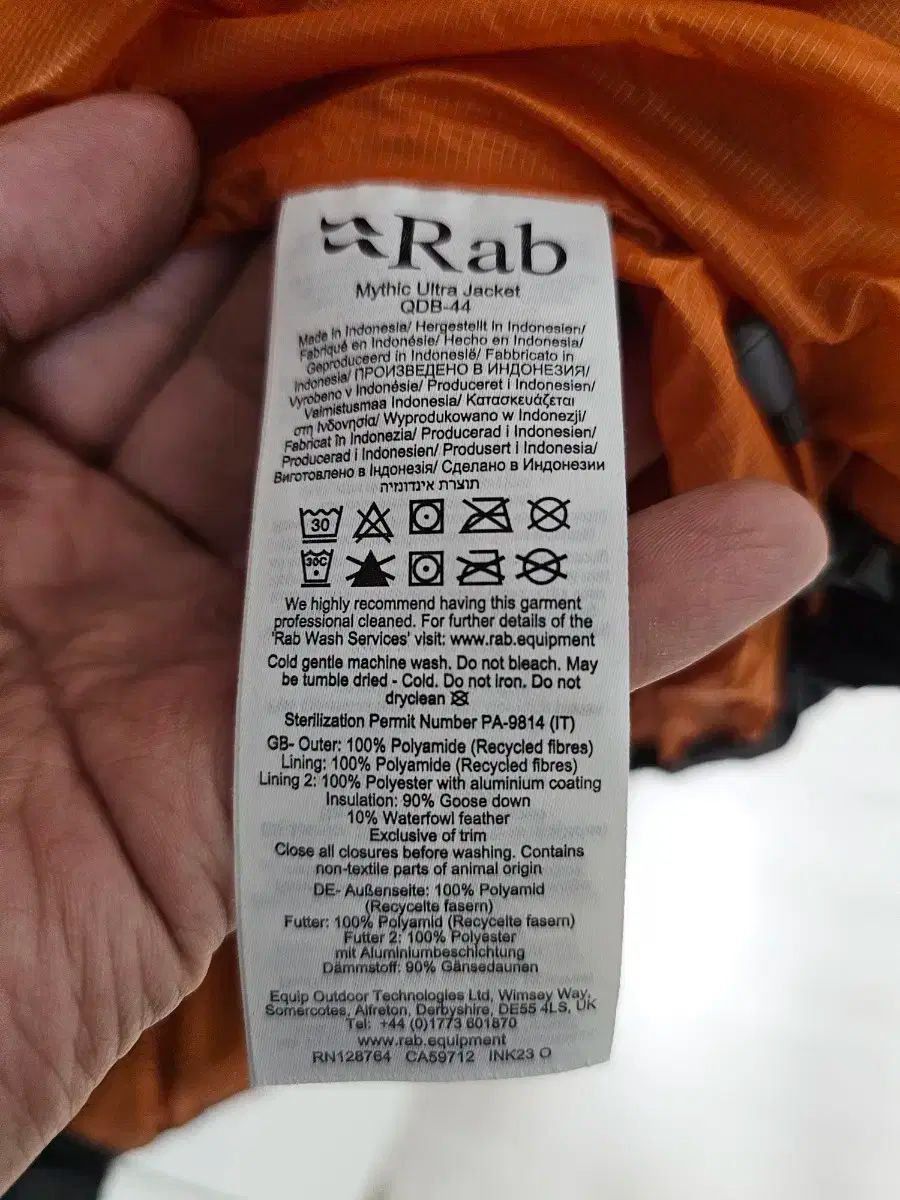 Rab
Mythic Ultra Jacket
QDB-44
Made in Indonesia/ Hergestellt in Indonesien/
Fabriqué en Indonésie/ Hecho en Indonesia/
Geproduceerd in Indonesië/ Fabbricato in
Indonesia/ ПРОИЗВЕДЕНО В ИНДОНЕЗИЯ/
Vyrobeno v Indonésie/ Produceret i Indonesien/
Valmistusmaa Indonesia/ Κατασκευάζεται
στη Ινδονησία/ Wyprodukowano w Indonezji/
Fabricat în Indonezia/ Producerad i Indonesien/
Producerad i Indonesien/ Produsert i Indonesia/
Виготовлено в Індонезія/ Сделано в Индонезии
תוצרת אינדונזיה
30
30C
We highly recommend having this garment
professional cleaned. For further details of the
'Rab Wash Services' visit: www.rab.equipment
Cold gentle machine wash. Do not bleach. May
be tumble dried - Cold. Do not Iron. Do not
dryclean
Sterilization Permit Number PA-9814 (IT)
GB- Outer: 100% Polyamide (Recycled fibres)
Lining: 100% Polyamide (Recycled fibres)
Lining 2: 100% Polyester with aluminium coating
Insulation: 90% Goose down
10% Waterfowl feather
Exclusive of trim
Close all closures before washing. Contains
non-textile parts of animal origin
DE- Außenseite: 100% Polyamid
(Recycelte fasern)
Futter: 100% Polyamid (Recycelte fasern)
Futter 2: 100% Polyester
mit Aluminiumbeschichtung
Dämmstoff: 90% Gänsedaunen
Equip Outdoor Technologies Ltd, Wimsey Way,
Somercotes, Alfreton, Derbyshire, DE55 4LS, UK
Tel: +44 (0)1773 601870
www.rab.equipment
RN128764 CA59712 INK23 O